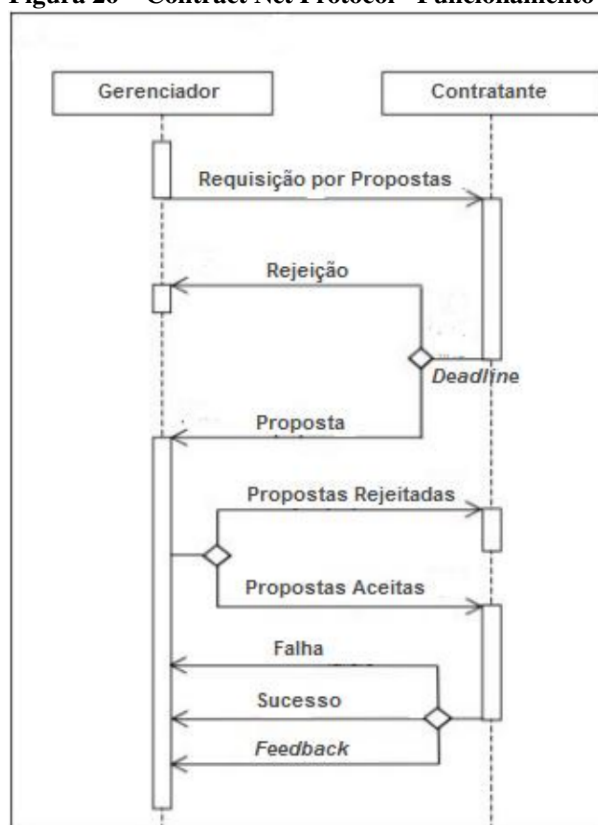 Figura 20 – Contract Net Protocol - Funcionamento
Gerenciador
Contratante
Requisição por Propostas
Rejeição
Deadline
Proposta
Propostas Rejeitadas
Propostas Aceitas
Falha
Sucesso
Feedback